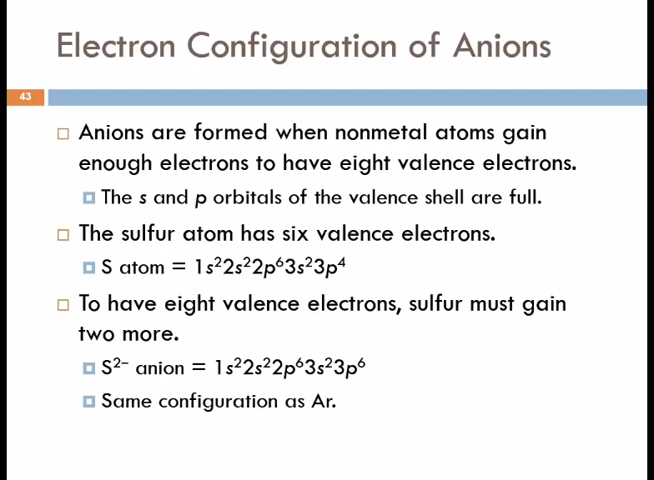 Electron Configuration of Anions
43
Anions are formed when nonmetal atoms gain
enough electrons to have eight valence electrons.
The s and p orbitals of the valence shell are full.
The sulfur atom has six valence electrons.
S atom = 1s²2s²2p⁶3s²3p⁴
To have eight valence electrons, sulfur must gain
two more.
S²⁻ anion = 1s²2s²2p⁶3s²3p⁶
Same configuration as Ar.